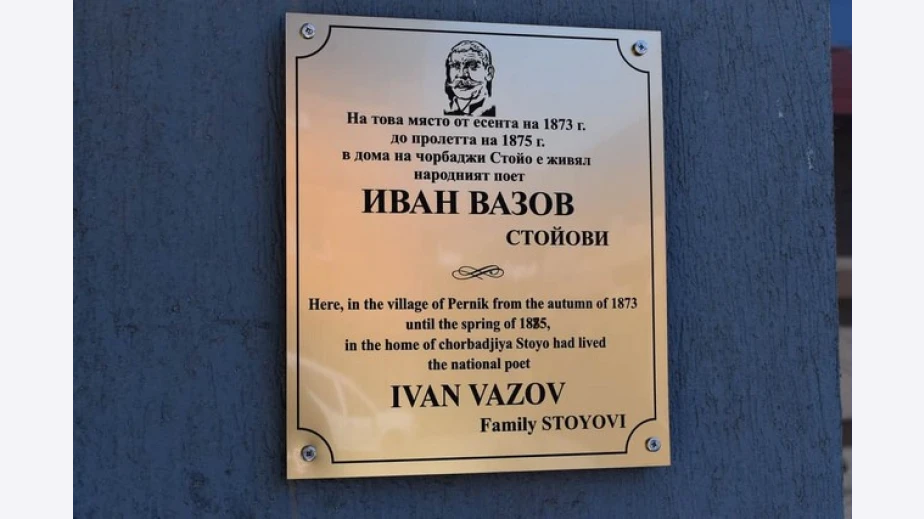 На това място от есента на 1873 г.
до пролетта на 1875 г.
в дома на чорбаджи Стойо е живял
народният поет
ИВАН ВАЗОВ
СТОЙОВИ
Here, in the village of Pernik from the autumn of 1873
until the spring of
in the home of chorbadjiya Stoyo had lived
the national poet
IVAN VAZOV
Family STOYOVI